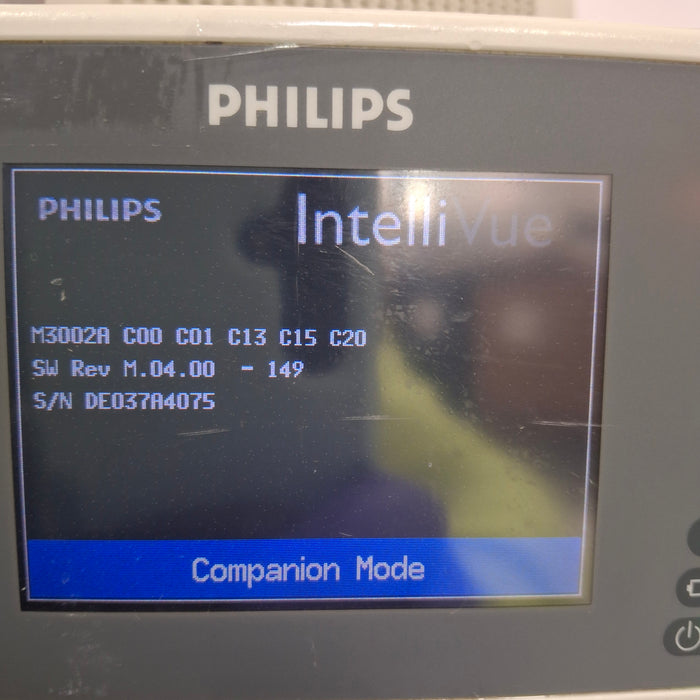 PHILIPS
PHILIPS IntelliVue
M3002A C00 C01 C13 C15 C20
SW Rev M.04.00 - 149
S/N DE037A4075
Companion Mode